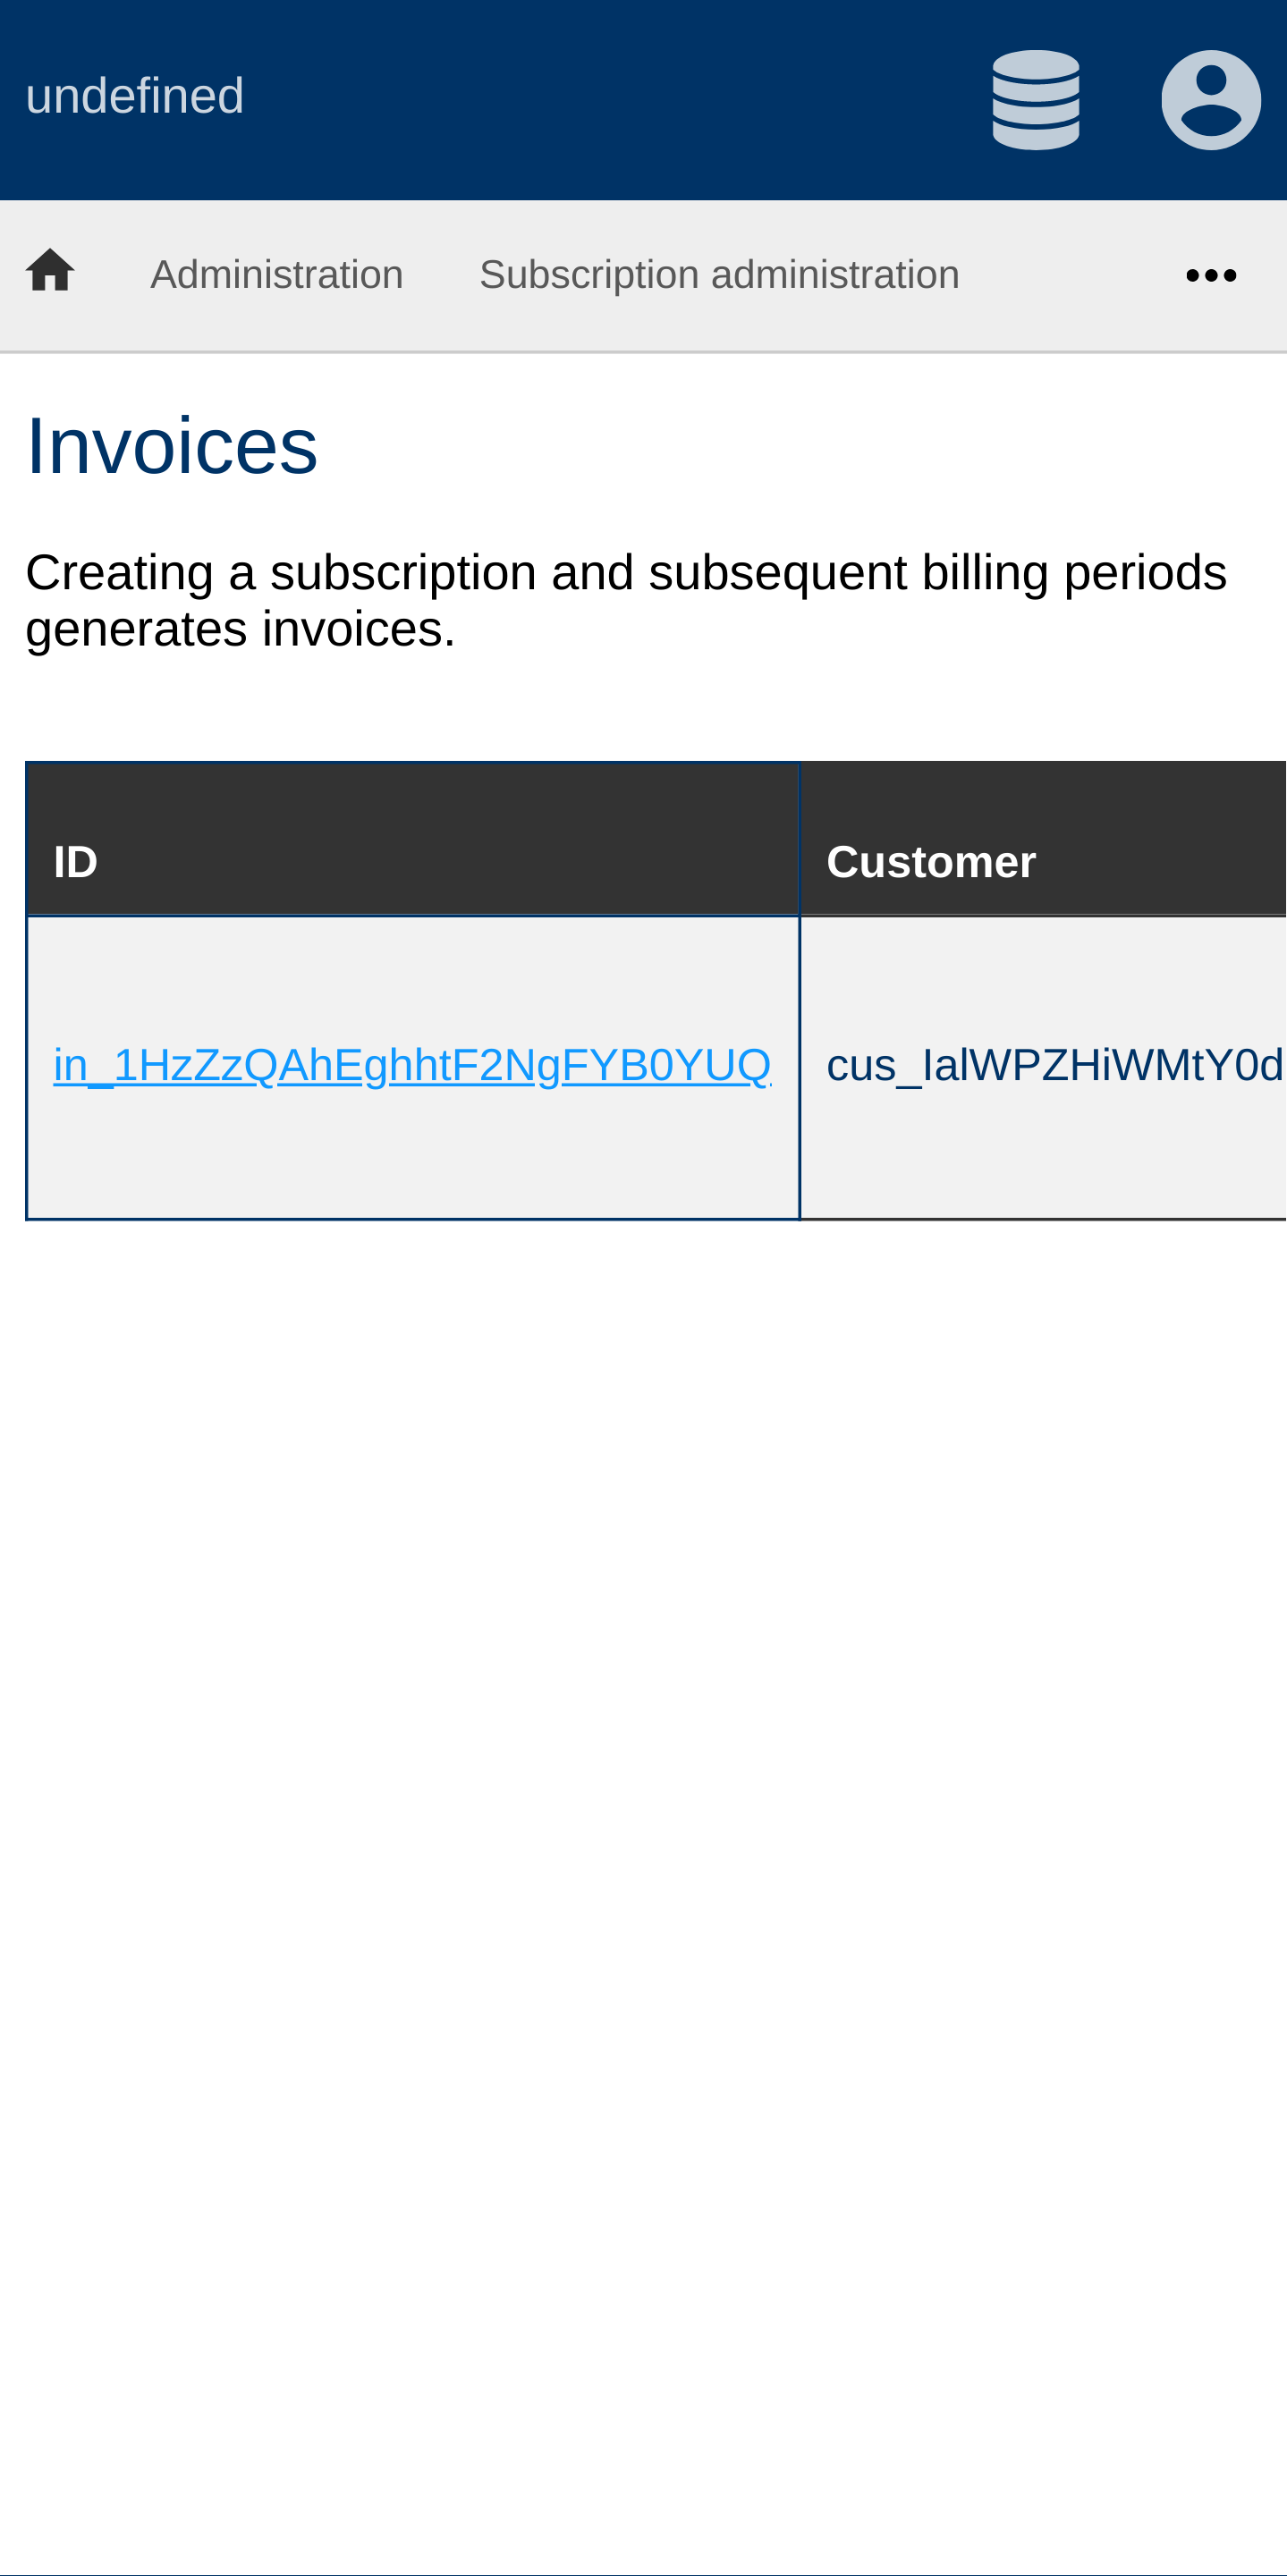 undefined
Administration Subscription administration
Invoices
Creating a subscription and subsequent billing periods
generates invoices.
ID Customer
in_1HzZzQAhEghhtF2NgFYB0YUQ cus_IalWPZHiWMtY0d